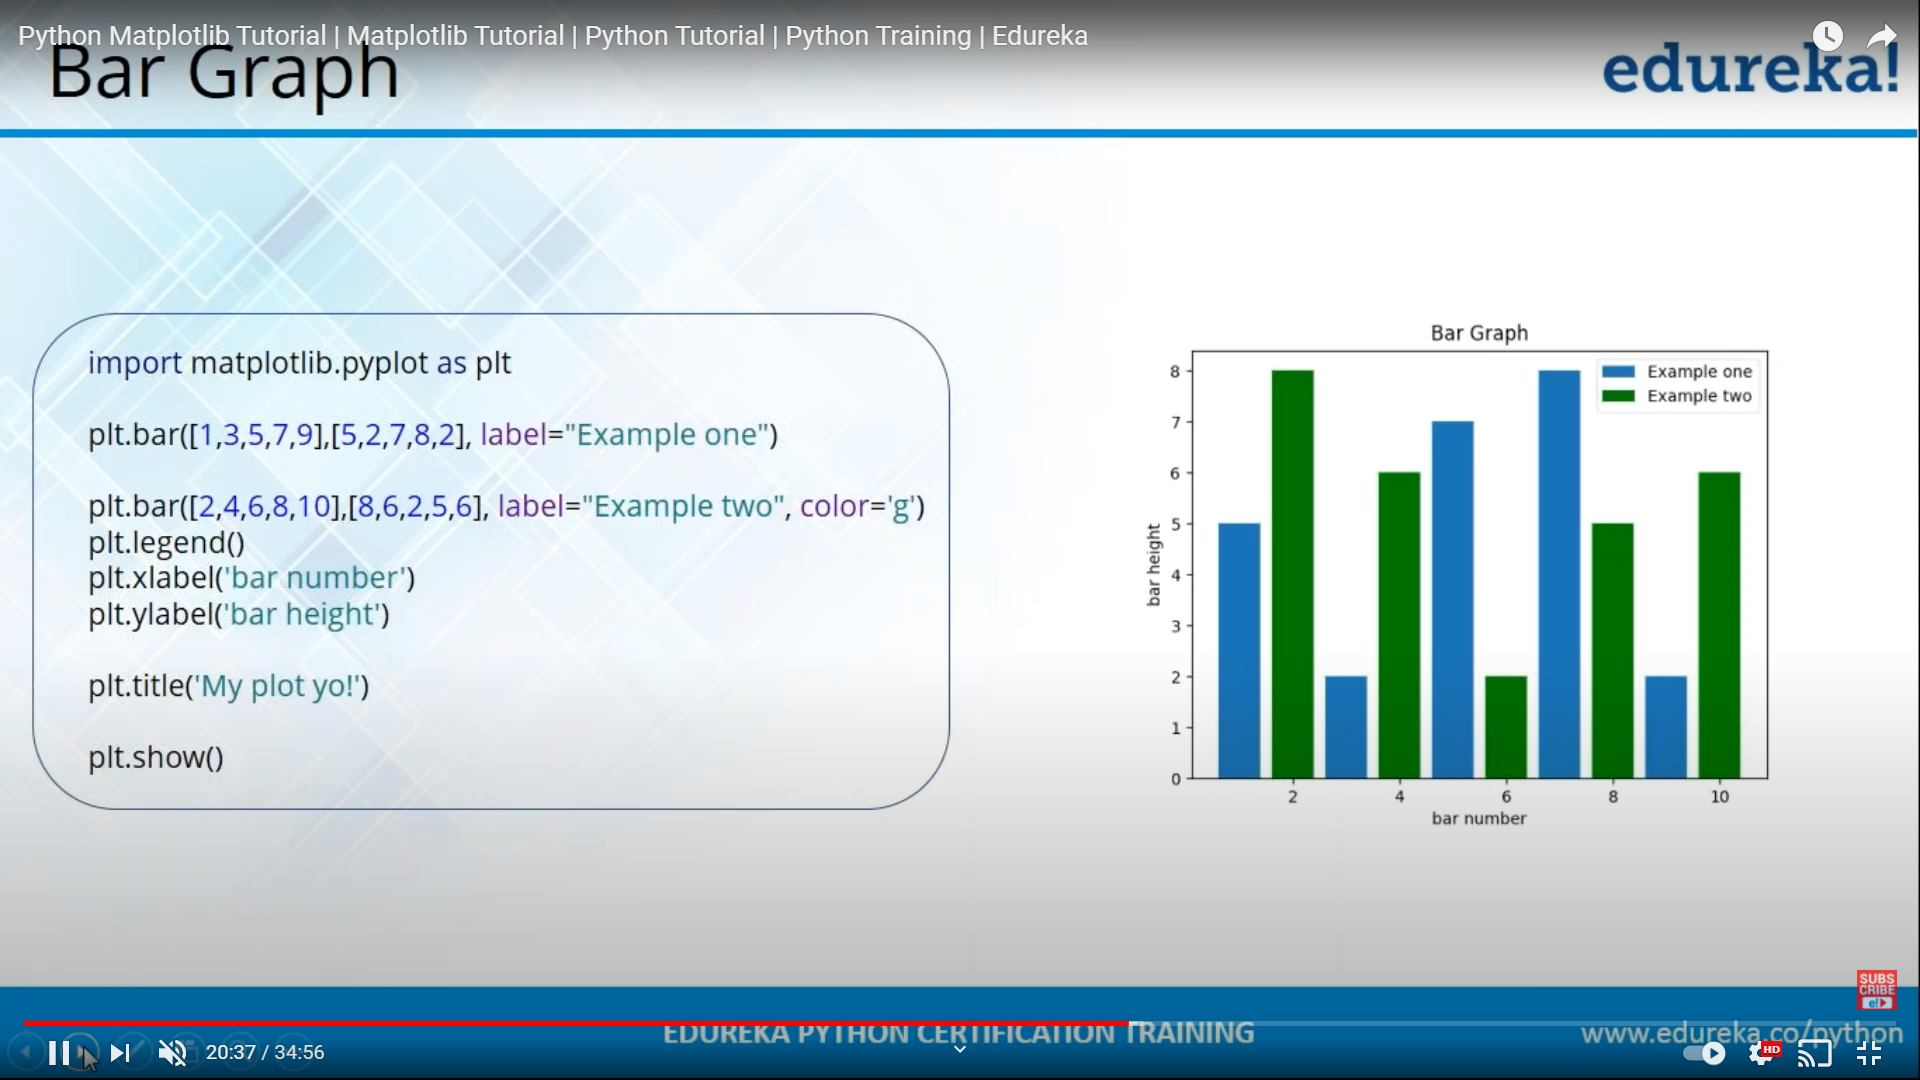 Python Matplotlib Tutorial | Matplotlib Tutorial | Python Tutorial | Python Training | Edureka
Bar Graph
edureka!
import matplotlib.pyplot as plt
plt.bar([1,3,5,7,9],[5,2,7,8,2], label="Example one")
plt.bar([2,4,6,8,10],[8,6,2,5,6], label="Example two", color='g')
plt.legend()
plt.xlabel('bar number')
plt.ylabel('bar height')
plt.title('My plot yo!')
plt.show()
Bar Graph
Example one
Example two
bar height
8
7
6
5
4
3
2
1
0
2 4 6 8 10
bar number
SUBS
CRIBE
e!
EDUREKA PYTHON CERTIFICATION TRAINING
www.edureka.co/python
20:37 / 34:56
HD